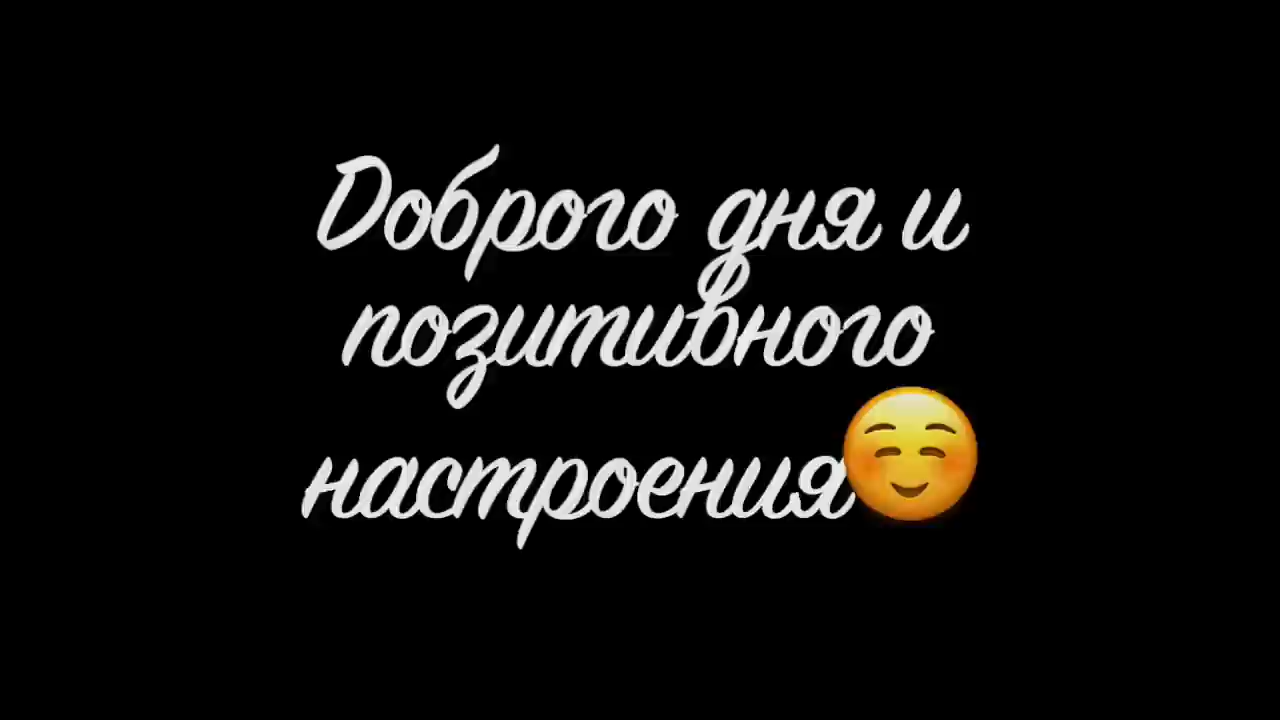 Доброго дня и
позитивного
настроения☺️